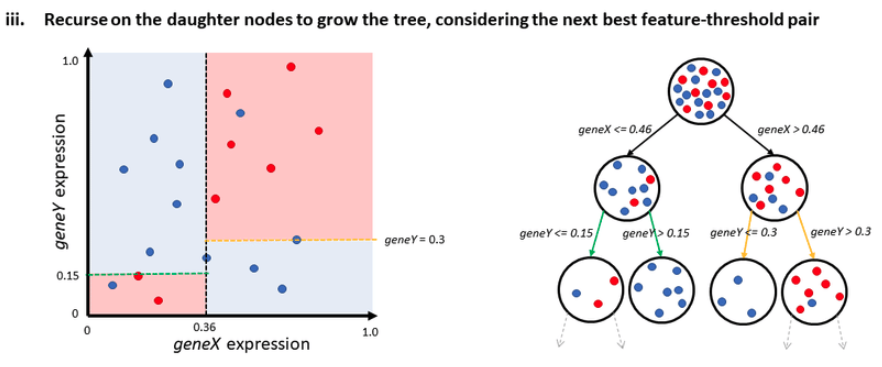 iii. Recurse on the daughter nodes to grow the tree, considering the next best feature-threshold pair
1.0
geneY expression
0.15
0
0
0.36
1.0
geneX expression
geneY = 0.3
geneX <= 0.46
geneX > 0.46
geneY <= 0.15
geneY > 0.15
geneY <= 0.3
geneY > 0.3